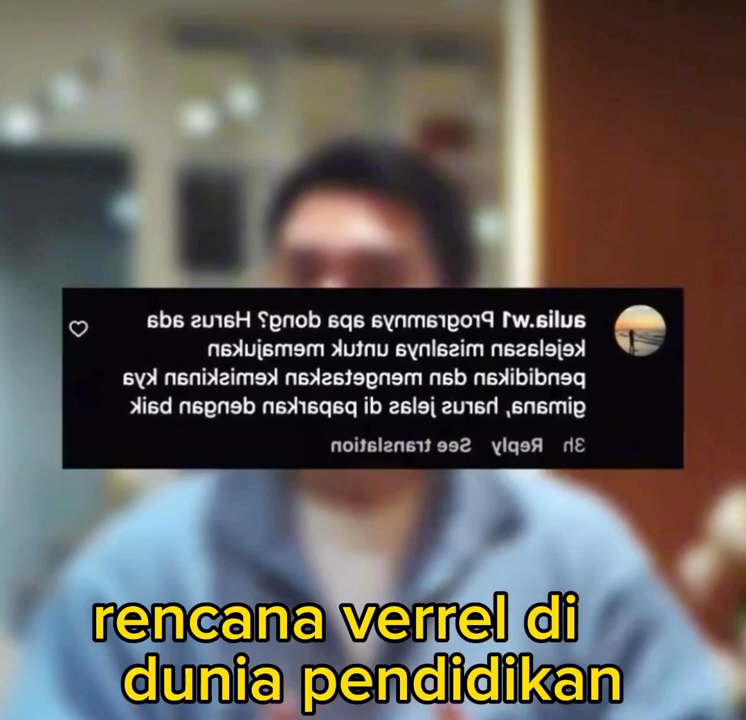 aulia.w1 Programnya apa dong? Harus ada
kejelasan misalnya untuk memajukan
pendidikan dan mengetaskan kemiskinan kya
gimana, harus jelas di paparkan dengan baik
3h Reply See translation
rencana verrel di
dunia pendidikan